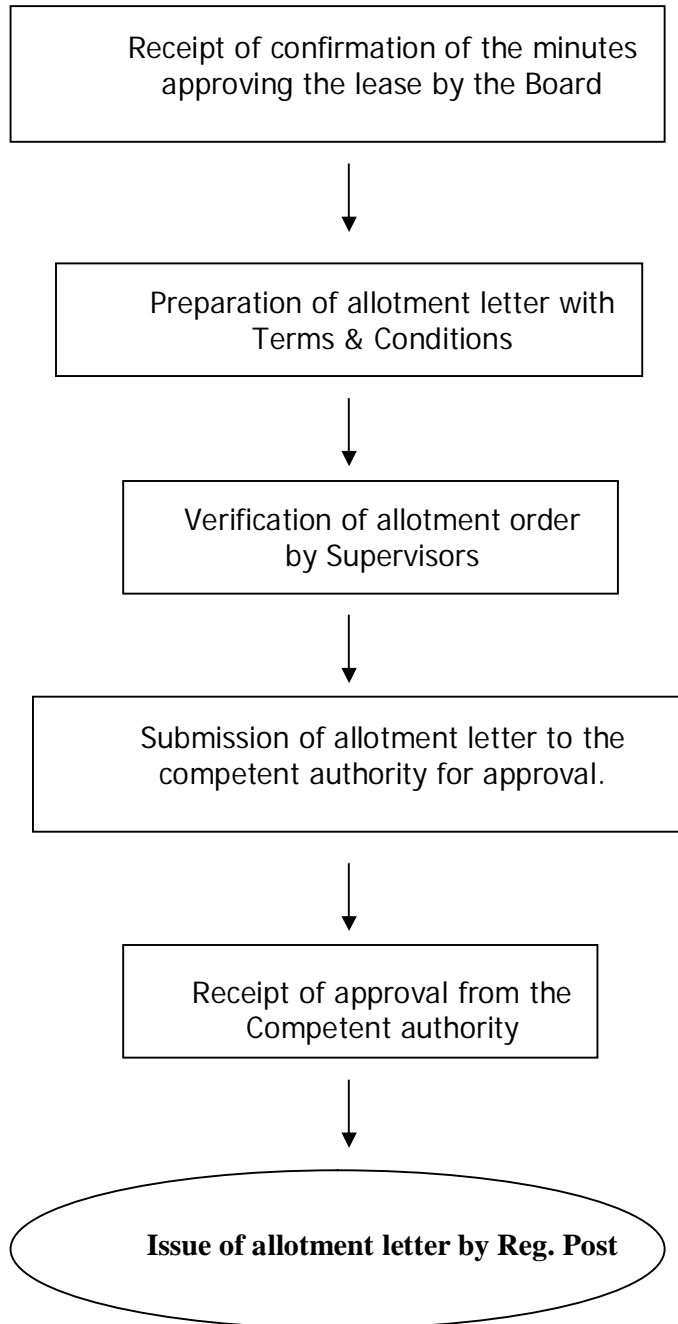 Receipt of confirmation of the minutes
approving the lease by the Board
Preparation of allotment letter with
Terms & Conditions
Verification of allotment order
by Supervisors
Submission of allotment letter to the
competent authority for approval.
Receipt of approval from the
Competent authority
Issue of allotment letter by Reg. Post